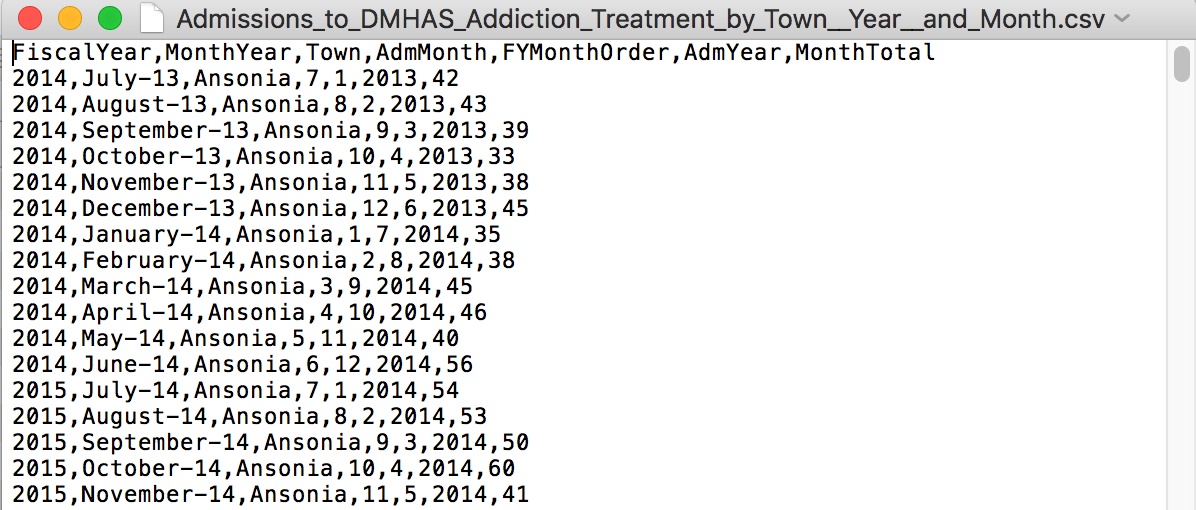 Admissions_to_DMHAS_Addiction_Treatment_by_Town__Year__and_Month.csv
FiscalYear,MonthYear,Town,AdmMonth,FYMonthOrder,AdmYear,MonthTotal
2014,July-13,Ansonia,7,1,2013,42
2014,August-13,Ansonia,8,2,2013,43
2014,September-13,Ansonia,9,3,2013,39
2014,October-13,Ansonia,10,4,2013,33
2014,November-13,Ansonia,11,5,2013,38
2014,December-13,Ansonia,12,6,2013,45
2014,January-14,Ansonia,1,7,2014,35
2014,February-14,Ansonia,2,8,2014,38
2014,March-14,Ansonia,3,9,2014,45
2014,April-14,Ansonia,4,10,2014,46
2014,May-14,Ansonia,5,11,2014,40
2014,June-14,Ansonia,6,12,2014,56
2015,July-14,Ansonia,7,1,2014,54
2015,August-14,Ansonia,8,2,2014,53
2015,September-14,Ansonia,9,3,2014,50
2015,October-14,Ansonia,10,4,2014,60
2015,November-14,Ansonia,11,5,2014,41